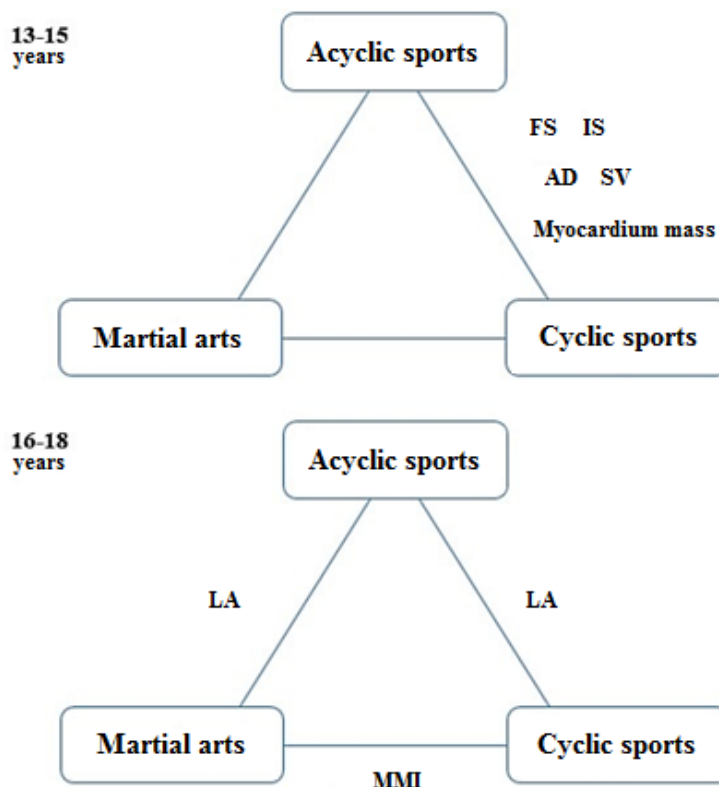 13-15
years
Acyclic sports
FS IS
AD SV
Myocardium mass
Martial arts
Cyclic sports
16-18
years
Acyclic sports
LA
LA
Martial arts
Cyclic sports
MMI